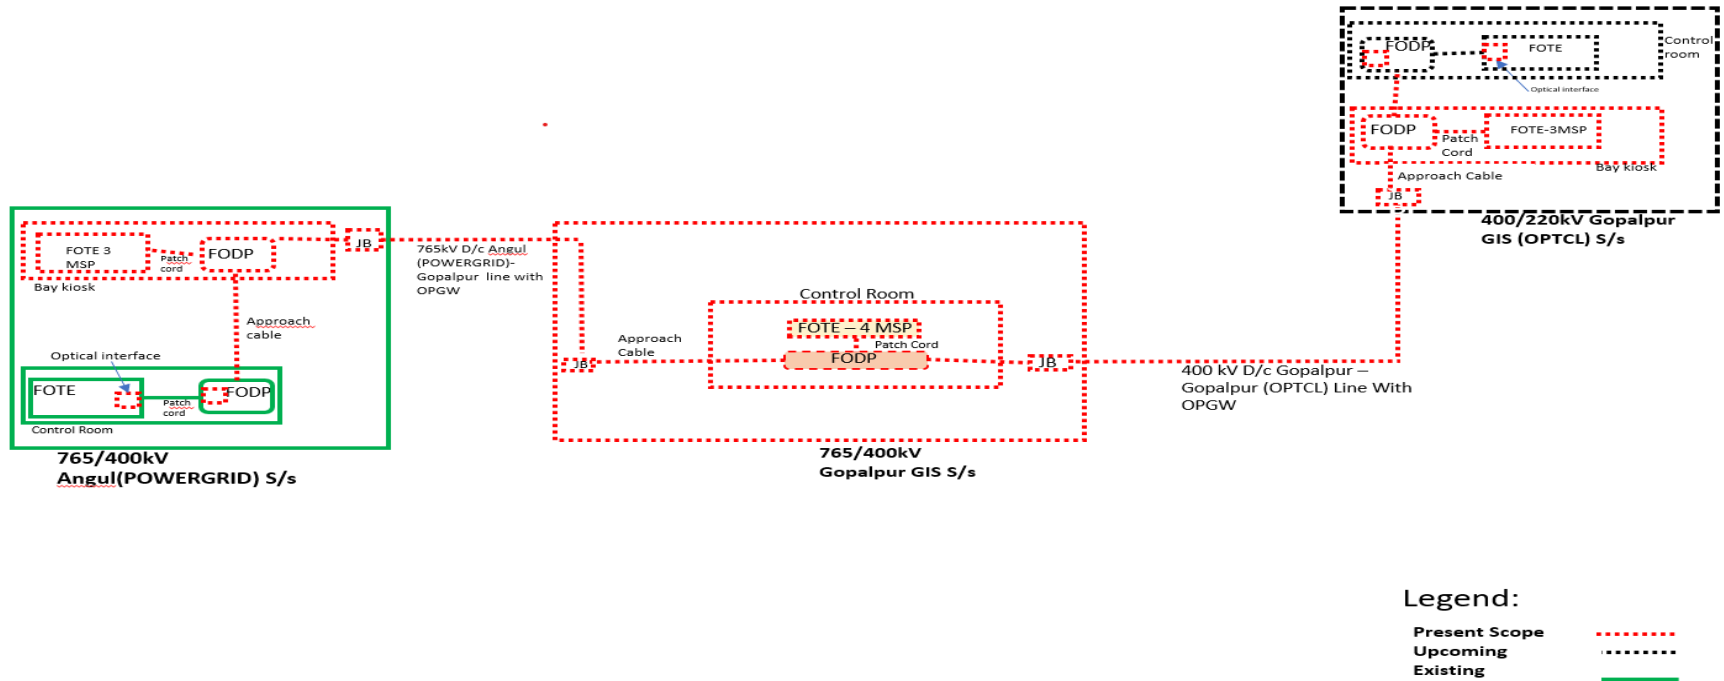 FODP
FOTE
Control
room
Optical interface
FODP
Patch
Cord
FOTE-3MSP
Bay kiosk
Approach Cable
JB
400/220kV Gopalpur
GIS (OPTCL) S/s
FOTE 3
MSP
Patch
cord
FODP
JB
Bay kiosk
765kV D/c Angul
(POWERGRID)-
Gopalpur line with
OPGW
Approach
cable
Optical interface
FOTE
Patch
cord
FODP
Control Room
765/400kV
Angul(POWERGRID) S/s
Control Room
FOTE – 4 MSP
Patch Cord
FODP
Approach
Cable
JB
JB
765/400kV
Gopalpur GIS S/s
400 kV D/c Gopalpur –
Gopalpur (OPTCL) Line With
OPGW
Legend:
Present Scope
Upcoming
Existing